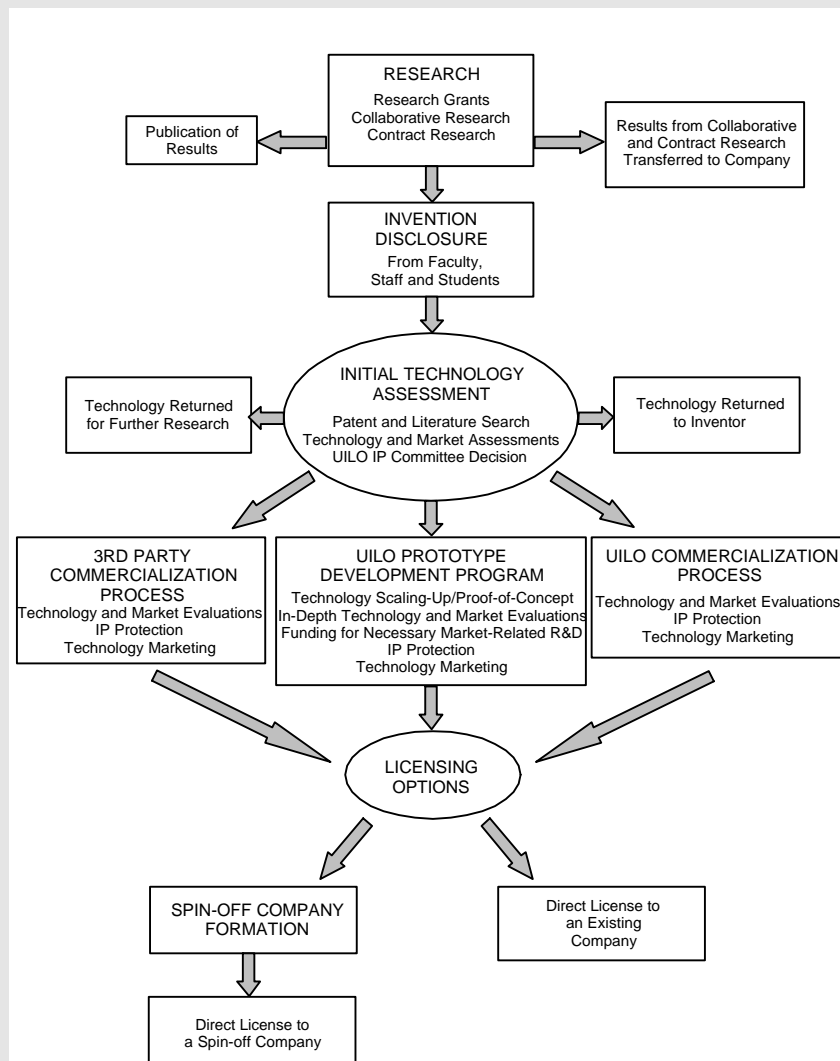 RESEARCH
Research Grants
Collaborative Research
Contract Research
Publication of
Results
Results from Collaborative
and Contract Research
Transferred to Company
INVENTION
DISCLOSURE
From Faculty,
Staff and Students
INITIAL TECHNOLOGY
ASSESSMENT
Patent and Literature Search
Technology and Market Assessments
UILO IP Committee Decision
Technology Returned
for Further Research
Technology Returned
to Inventor
3RD PARTY
COMMERCIALIZATION
PROCESS
Technology and Market Evaluations
IP Protection
Technology Marketing
UILO PROTOTYPE
DEVELOPMENT PROGRAM
Technology Scaling-Up/Proof-of-Concept
In-Depth Technology and Market Evaluations
Funding for Necessary Market-Related R&D
IP Protection
Technology Marketing
UILO COMMERCIALIZATION
PROCESS
Technology and Market Evaluations
IP Protection
Technology Marketing
LICENSING
OPTIONS
SPIN-OFF COMPANY
FORMATION
Direct License to
an Existing
Company
Direct License to
a Spin-off Company